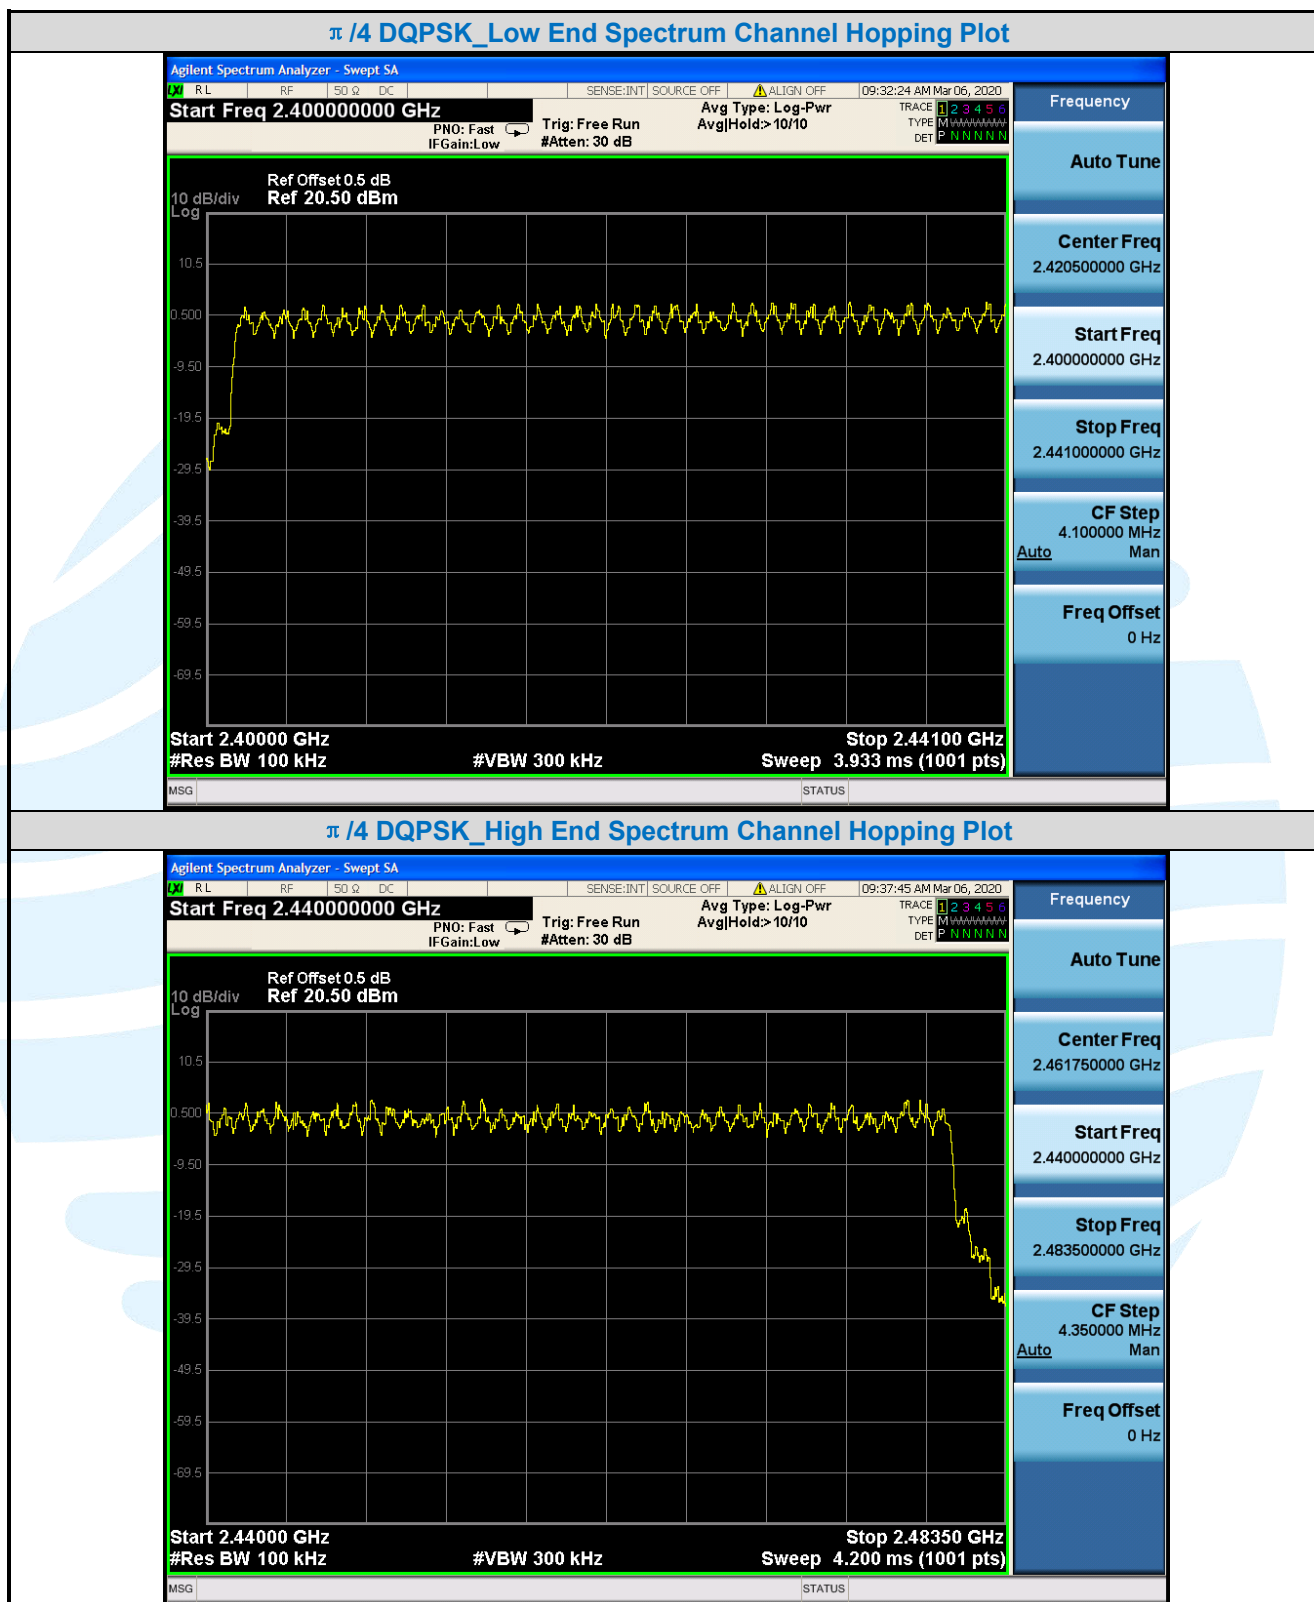 π /4 DQPSK_Low End Spectrum Channel Hopping Plot
Agilent Spectrum Analyzer - Swept SA
LXI RL RF 50 Ω DC SENSE:INT SOURCE OFF ALIGN OFF 09:32:24 AM Mar 06, 2020
Start Freq 2.400000000 GHz
PNO: Fast
IFGain:Low
Trig: Free Run
#Atten: 30 dB
Avg Type: Log-Pwr
Avg|Hold:> 10/10
TRACE 1 2 3 4 5 6
TYPE M WWWWW
DET P N N N N N
Ref Offset 0.5 dB
10 dB/div Ref 20.50 dBm
Log
10.5
0.500
-9.50
-19.5
-29.5
-39.5
-49.5
-59.5
-69.5
Start 2.40000 GHz Stop 2.44100 GHz
#Res BW 100 kHz #VBW 300 kHz Sweep 3.933 ms (1001 pts)
MSG STATUS
Frequency
Auto Tune
Center Freq
2.420500000 GHz
Start Freq
2.400000000 GHz
Stop Freq
2.441000000 GHz
CF Step
4.100000 MHz
Auto Man
Freq Offset
0 Hz
π /4 DQPSK_High End Spectrum Channel Hopping Plot
Agilent Spectrum Analyzer - Swept SA
LXI RL RF 50 Ω DC SENSE:INT SOURCE OFF ALIGN OFF 09:37:45 AM Mar 06, 2020
Start Freq 2.440000000 GHz
PNO: Fast
IFGain:Low
Trig: Free Run
#Atten: 30 dB
Avg Type: Log-Pwr
Avg|Hold:> 10/10
TRACE 1 2 3 4 5 6
TYPE M WWWWW
DET P N N N N N
Ref Offset 0.5 dB
10 dB/div Ref 20.50 dBm
Log
10.5
0.500
-9.50
-19.5
-29.5
-39.5
-49.5
-59.5
-69.5
Start 2.44000 GHz Stop 2.48350 GHz
#Res BW 100 kHz #VBW 300 kHz Sweep 4.200 ms (1001 pts)
MSG STATUS
Frequency
Auto Tune
Center Freq
2.461750000 GHz
Start Freq
2.440000000 GHz
Stop Freq
2.483500000 GHz
CF Step
4.350000 MHz
Auto Man
Freq Offset
0 Hz